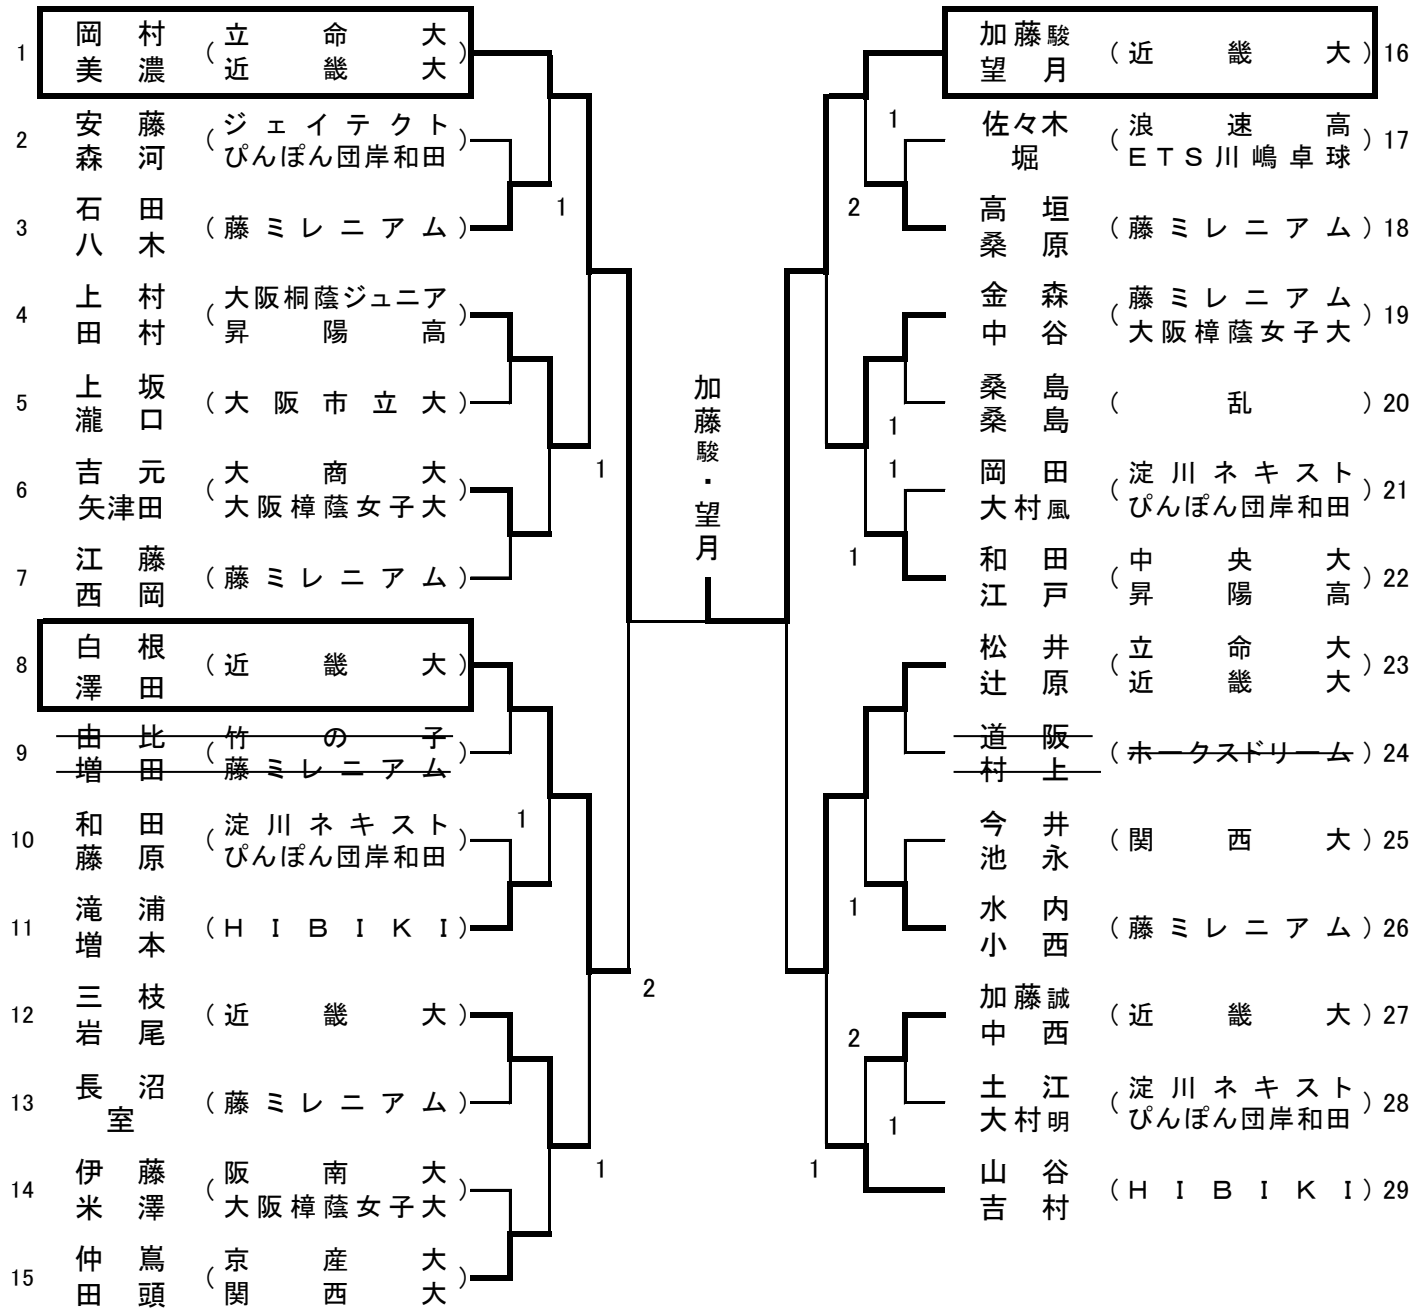 1 岡村 美濃 (立命大 近畿大)
2 安藤 森河 (ジェイテクト ぴんぽん団岸和田)
3 石田 八木 (藤ミレニアム)
4 上村 田村 (大阪桐蔭ジュニア 昇陽高)
5 上坂 瀧口 (大阪市立大)
6 吉元 矢津田 (大商大 大阪樟蔭女子大)
7 江藤 西岡 (藤ミレニアム)
8 白根 澤田 (近畿大)
9 由比 増田 (竹の子 藤ミレニアム)
10 和田 藤原 (淀川ネキスト ぴんぽん団岸和田)
11 滝浦 増本 (HIBIKI)
12 三枝 岩尾 (近畿大)
13 長沼 室 (藤ミレニアム)
14 伊藤 米澤 (阪南大 大阪樟蔭女子大)
15 仲嶌 田頭 (京産大 関西大)
1
1
1
2
1
加藤駿・望月
1
2
1
1
1
1
2
1
1
加藤駿 望月 (近畿大) 16
佐々木 堀 (浪速高 ETS川嶋卓球) 17
高垣 桑原 (藤ミレニアム) 18
金森 中谷 (藤ミレニアム 大阪樟蔭女子大) 19
桑島 桑島 (乱) 20
岡田 大村風 (淀川ネキスト ぴんぽん団岸和田) 21
和田 江戸 (中央大 昇陽高) 22
松井 辻原 (立命大 近畿大) 23
道阪 村上 (ホークスドリーム) 24
今井 池永 (関西大) 25
水内 小西 (藤ミレニアム) 26
加藤誠 中西 (近畿大) 27
土江 大村明 (淀川ネキスト ぴんぽん団岸和田) 28
山谷 吉村 (HIBIKI) 29